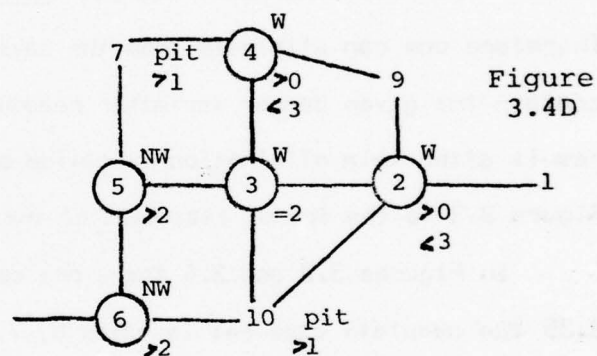 W
7 pit 4 >0 9 Figure
>1 <3 3.4D
NW W W
5 3 2 1
>2 =2 >0
<3
NW
6 10 pit
>2 >1